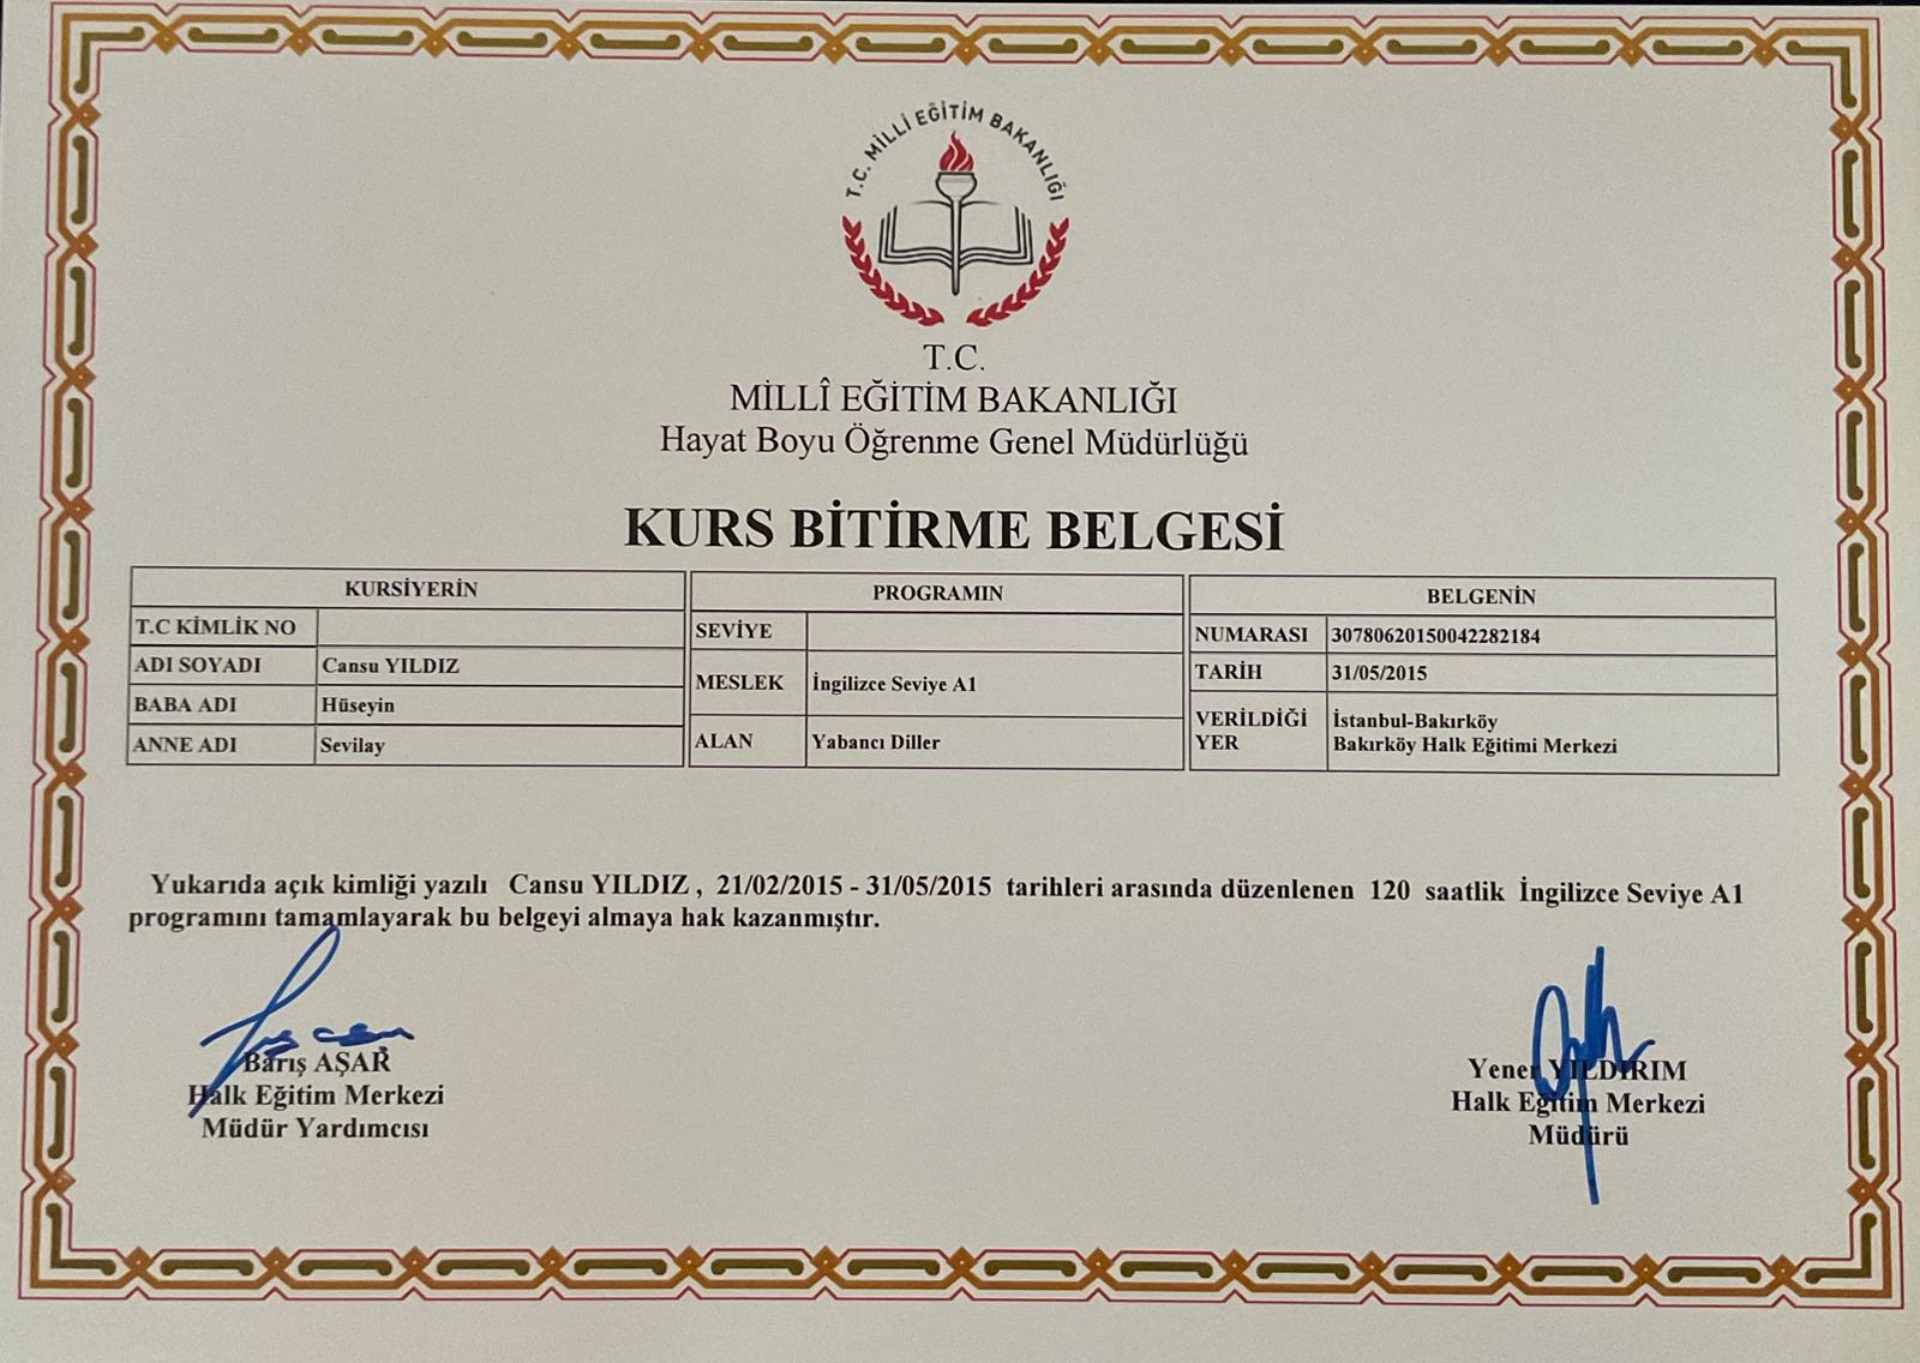 T.C. MİLLİ EĞİTİM BAKANLIĞI
T.C.
MİLLÎ EĞİTİM BAKANLIĞI
Hayat Boyu Öğrenme Genel Müdürlüğü
KURS BİTİRME BELGESİ
KURSİYERİN
T.C KİMLİK NO
ADI SOYADI Cansu YILDIZ
BABA ADI Hüseyin
ANNE ADI Sevilay
PROGRAMIN
SEVİYE
MESLEK İngilizce Seviye A1
ALAN Yabancı Diller
BELGENİN
NUMARASI 30780620150042282184
TARİH 31/05/2015
VERİLDİĞİ YER İstanbul-Bakırköy
Bakırköy Halk Eğitimi Merkezi
Yukarıda açık kimliği yazılı Cansu YILDIZ , 21/02/2015 - 31/05/2015 tarihleri arasında düzenlenen 120 saatlik İngilizce Seviye A1
programını tamamlayarak bu belgeyi almaya hak kazanmıştır.
Barış AŞAR
Halk Eğitim Merkezi
Müdür Yardımcısı
Yener YILDIRIM
Halk Eğitim Merkezi
Müdürü